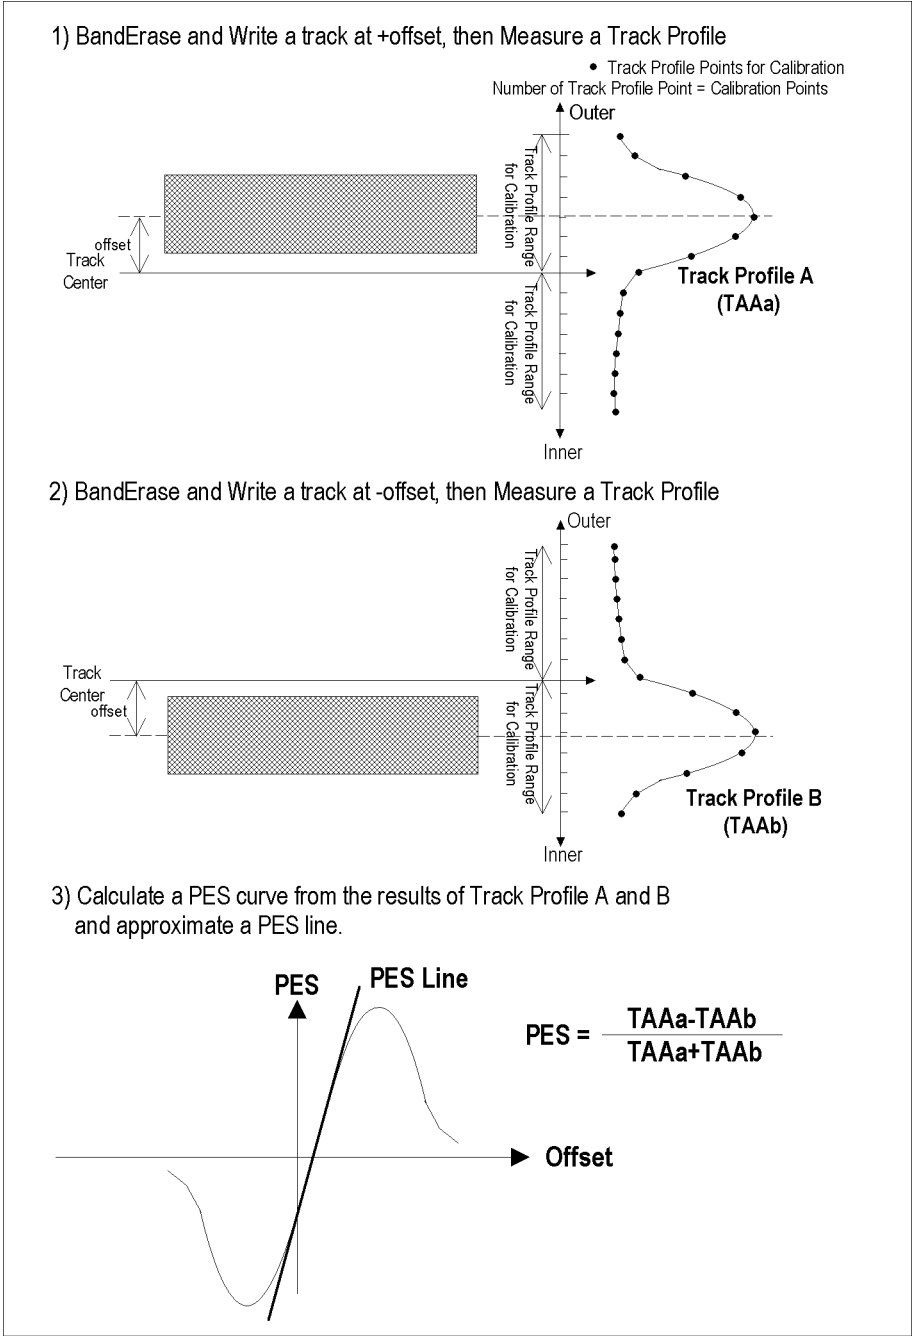 1) BandErase and Write a track at +offset, then Measure a Track Profile
● Track Profile Points for Calibration
Number of Track Profile Point = Calibration Points
Outer
Track Profile Range
for Calibration
offset
Track
Center
Track Profile A
(TAAa)
Track Profile Range
for Calibration
Inner
2) BandErase and Write a track at -offset, then Measure a Track Profile
Outer
Track Profile Range
for Calibration
Track
Center
offset
Track Profile Range
for Calibration
Track Profile B
(TAAb)
Inner
3) Calculate a PES curve from the results of Track Profile A and B
and approximate a PES line.
PES
PES Line
PES = TAAa-TAAb
TAAa+TAAb
Offset